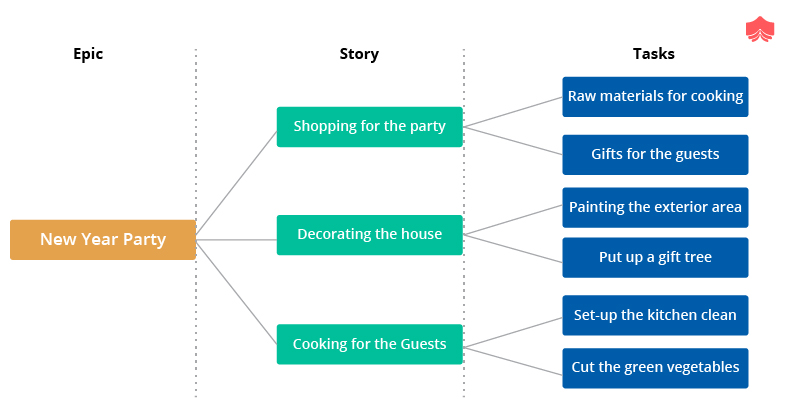 Epic
Story
Tasks
New Year Party
Shopping for the party
Raw materials for cooking
Gifts for the guests
Decorating the house
Painting the exterior area
Put up a gift tree
Cooking for the Guests
Set-up the kitchen clean
Cut the green vegetables